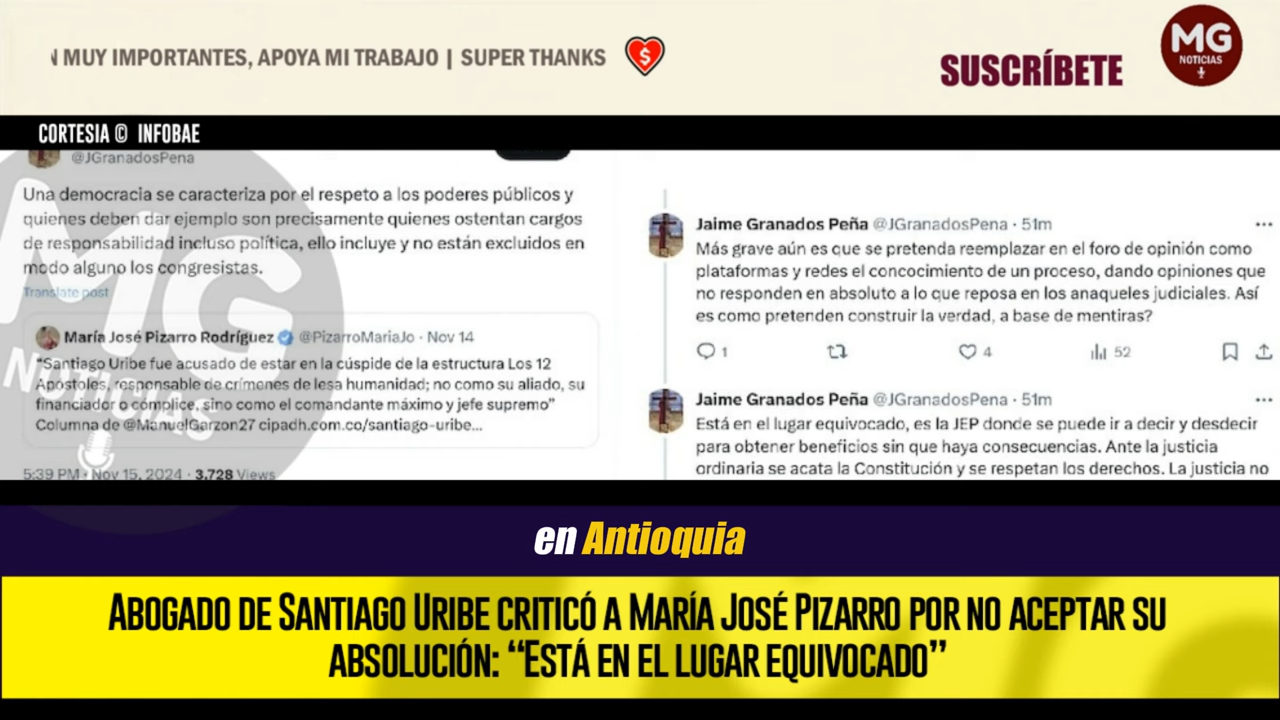 MUY IMPORTANTES, APOYA MI TRABAJO | SUPER THANKS
$
SUSCRÍBETE
MG
NOTICIAS
CORTESIA © INFOBAE
@JGranadosPena
Una democracia se caracteriza por el respeto a los poderes públicos y
quienes deben dar ejemplo son precisamente quienes ostentan cargos
de responsabilidad incluso política, ello incluye y no están excluidos en
modo alguno los congresistas.
Translate post
María José Pizarro Rodríguez @PizarroMariaJo · Nov 14
“Santiago Uribe fue acusado de estar en la cúspide de la estructura Los 12
Apóstoles, responsable de crímenes de lesa humanidad; no como su aliado, su
financiador o cómplice, sino como el comandante máximo y jefe supremo”
Columna de @ManuelGarzon27 cipadh.com.co/santiago-uribe...
5:39 PM · Nov 15, 2024 · 3,728 Views
MG
NOTICIAS
Jaime Granados Peña @JGranadosPena · 51m
Más grave aún es que se pretenda reemplazar en el foro de opinión como
plataformas y redes el concocimiento de un proceso, dando opiniones que
no responden en absoluto a lo que reposa en los anaqueles judiciales. Así
es como pretenden construir la verdad, a base de mentiras?
1 4 52
Jaime Granados Peña @JGranadosPena · 51m
Está en el lugar equivocado, es la JEP donde se puede ir a decir y desdecir
para obtener beneficios sin que haya consecuencias. Ante la justicia
ordinaria se acata la Constitución y se respetan los derechos. La justicia no
en Antioquia
ABOGADO DE SANTIAGO URIBE CRITICÓ A MARÍA JOSÉ PIZARRO POR NO ACEPTAR SU
ABSOLUCIÓN: “ESTÁ EN EL LUGAR EQUIVOCADO”